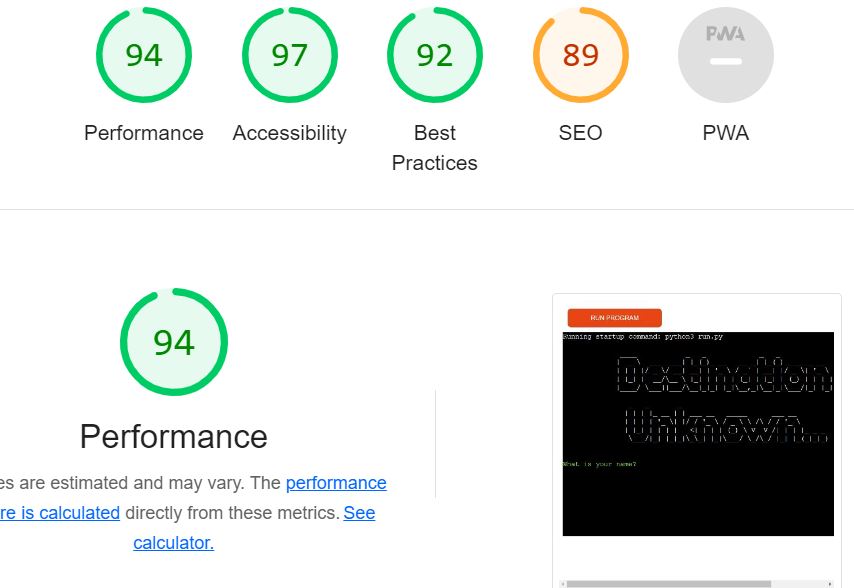 94
97
92
89
PWA
Performance
Accessibility
Best
Practices
SEO
PWA
94
Performance
es are estimated and may vary. The performance
re is calculated directly from these metrics. See
calculator.
RUN PROGRAM
Running startup command: python3 run.py
What is your name?